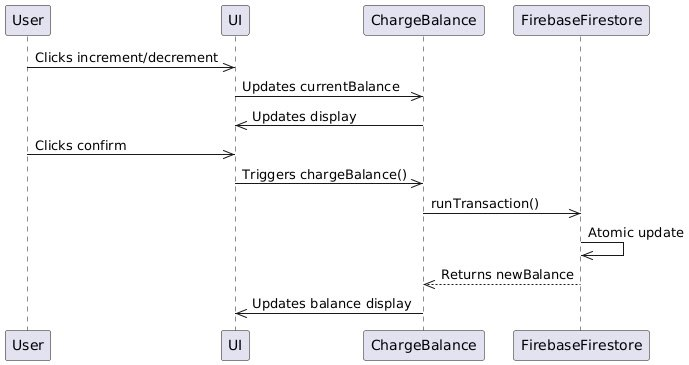 User UI ChargeBalance FirebaseFirestore
Clicks increment/decrement
Updates currentBalance
Updates display
Clicks confirm
Triggers chargeBalance()
runTransaction()
Atomic update
Returns newBalance
Updates balance display
User UI ChargeBalance FirebaseFirestore